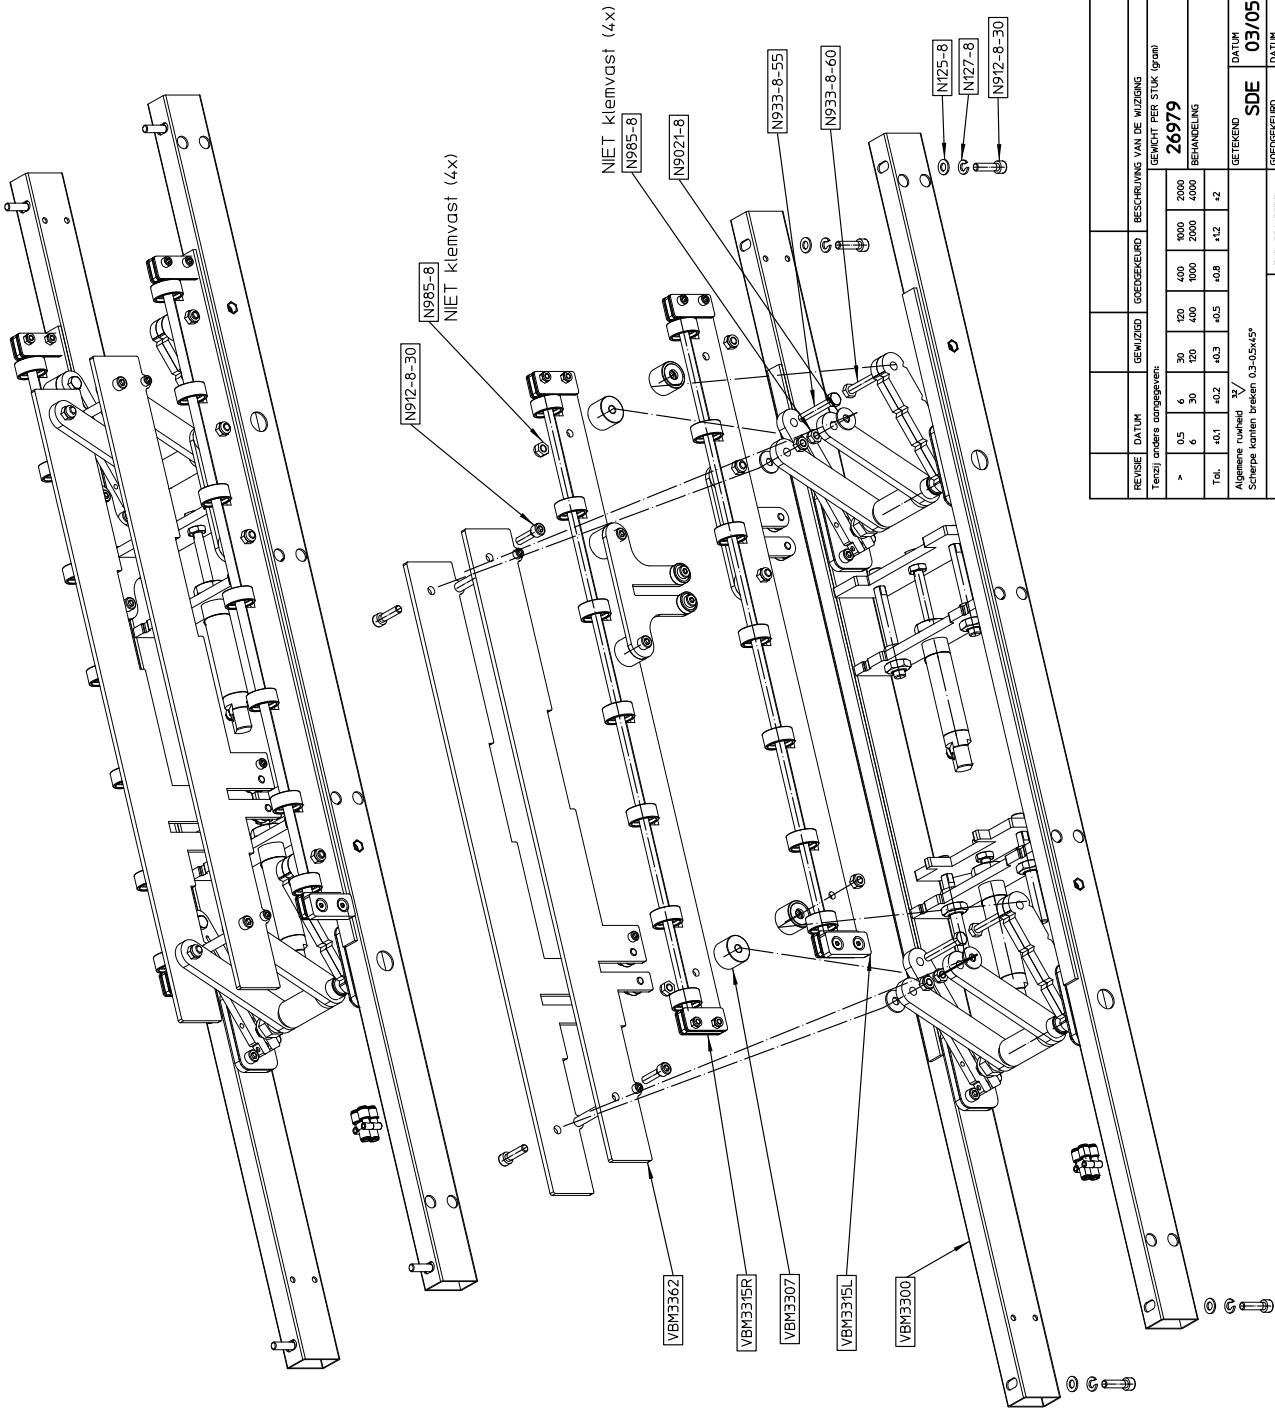 NIET klemvast (4x)
N985-8
N9021-8
N933-8-55
N933-8-60
N125-8
N127-8
N912-8-30
N985-8
NIET klemvast (4x)
N912-8-30
VBM3362
VBM3315R
VBM3307
VBM3315L
VBM3300
REVISIE DATUM GEWIJZIGD GOEDGEKEURD BESCHRIJVING VAN DE WIJZIGING
Tenzij anders aangegeven:
> 0.5 6 30 120 400 1000 2000
6 30 120 400 1000 2000 4000
Tol. ±0.1 ±0.2 ±0.3 ±0.5 ±0.8 ±1.2 ±2
GEWICHT PER STUK (gram)
26979
BEHANDELING
Algemene ruwheid 3.2
Scherpe kanten breken 0.3-0.5x45°
GETEKEND
SDE
DATUM
03/05
GOEDGEKEURD
DATUM